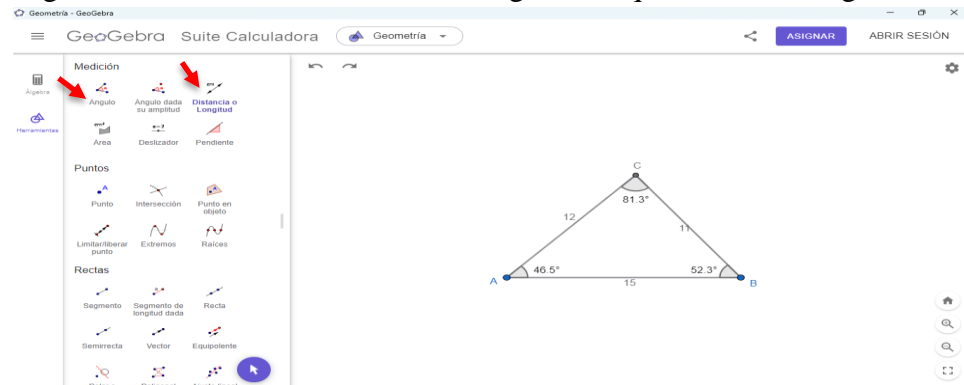 Geometría - GeoGebra
GeoGebra Suite Calculadora
Geometría
ASIGNAR
ABRIR SESIÓN
Álgebra
Herramientas
Medición
Ángulo
Ángulo dada su amplitud
Distancia o Longitud
Área
Deslizador
Pendiente
Puntos
Punto
Intersección
Punto en objeto
Limitar/liberar punto
Extremos
Raíces
Rectas
Segmento
Segmento de longitud dada
Recta
Semirrecta
Vector
Equipolente
C
81.3°
12
11
A
46.5°
52.3°
B
15